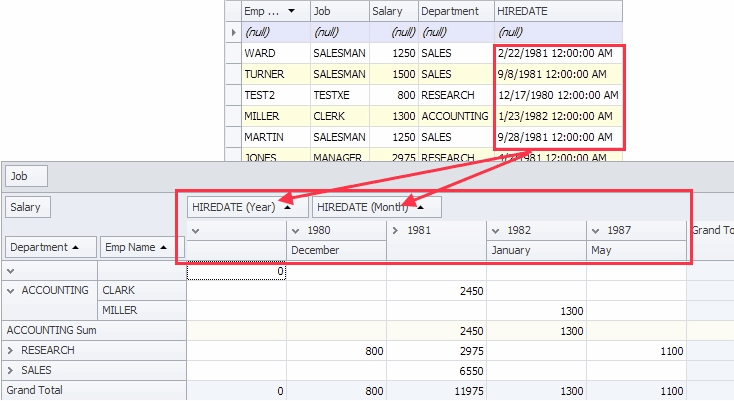 Emp ... Job Salary Department HIREDATE
(null) (null) (null) (null) (null)
WARD SALESMAN 1250 SALES 2/22/1981 12:00:00 AM
TURNER SALESMAN 1500 SALES 9/8/1981 12:00:00 AM
TEST2 TESTXE 800 RESEARCH 12/17/1980 12:00:00 AM
MILLER CLERK 1300 ACCOUNTING 1/23/1982 12:00:00 AM
MARTIN SALESMAN 1250 SALES 9/28/1981 12:00:00 AM
JONES MANAGER 2975 RESEARCH 12:00:00 AM
Job
Salary HIREDATE (Year) HIREDATE (Month)
1980 1981 1982 1987 Grand To
Department Emp Name December January May
0
ACCOUNTING CLARK 2450
MILLER 1300
ACCOUNTING Sum 2450 1300
RESEARCH 800 2975 1100
SALES 6550
Grand Total 0 800 11975 1300 1100